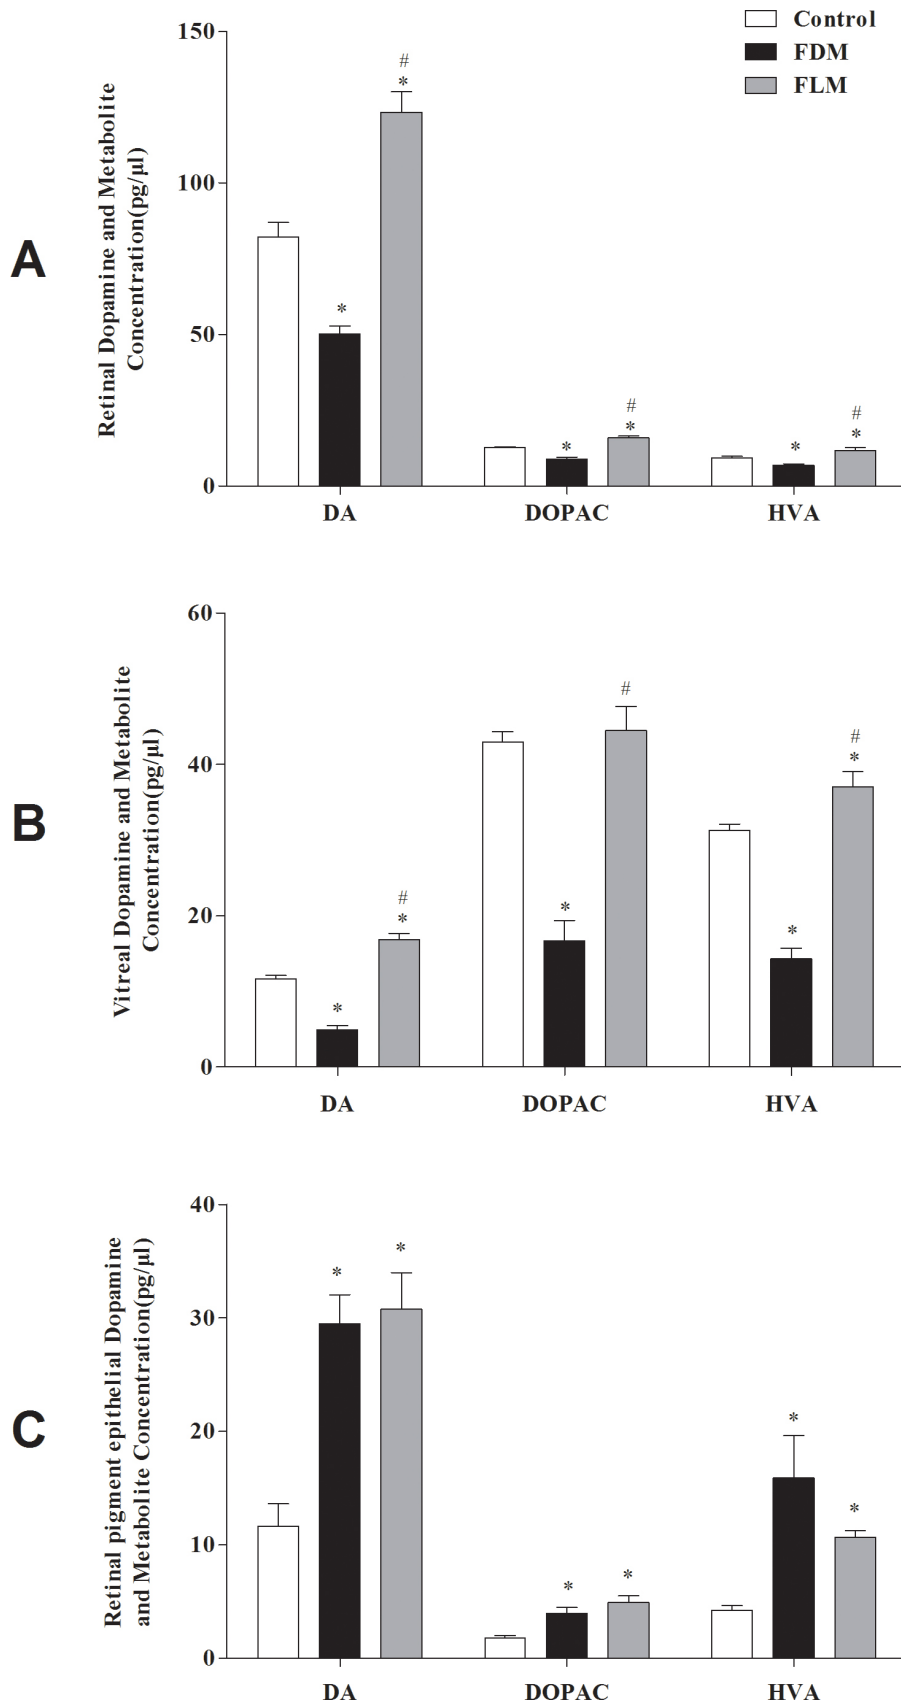 Control
FDM
FLM
A
Retinal Dopamine and Metabolite
Concentration(pg/μl)
150
100
50
0
#
*
*
#
*
*
#
*
*
DA
DOPAC
HVA
B
Vitreal Dopamine and Metabolite
Concentration(pg/μl)
60
40
20
0
#
*
*
#
*
#
*
*
DA
DOPAC
HVA
C
Retinal pigment epithelial Dopamine
and Metabolite Concentration(pg/μl)
40
30
20
10
0
*
*
*
*
*
*
DA
DOPAC
HVA